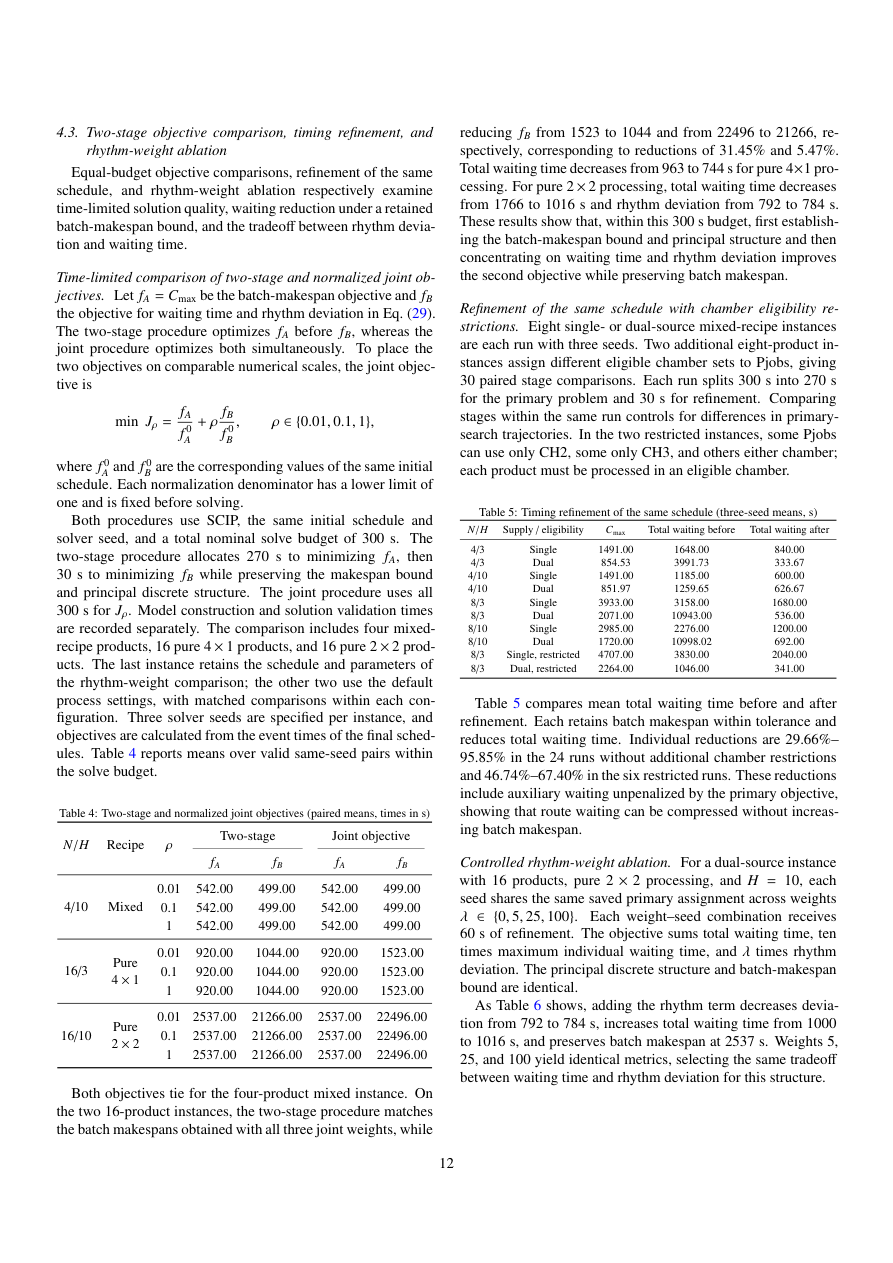 4.3. Two-stage objective comparison, timing refinement, and
rhythm-weight ablation
Equal-budget objective comparisons, refinement of the same
schedule, and rhythm-weight ablation respectively examine
time-limited solution quality, waiting reduction under a retained
batch-makespan bound, and the tradeoff between rhythm devia-
tion and waiting time.
Time-limited comparison of two-stage and normalized joint ob-
jectives. Let f_A = C_max be the batch-makespan objective and f_B
the objective for waiting time and rhythm deviation in Eq. (29).
The two-stage procedure optimizes f_A before f_B, whereas the
joint procedure optimizes both simultaneously. To place the
two objectives on comparable numerical scales, the joint objec-
tive is
min J_ρ = f_A / f_A^0 + ρ f_B / f_B^0, ρ ∈ {0.01, 0.1, 1},
where f_A^0 and f_B^0 are the corresponding values of the same initial
schedule. Each normalization denominator has a lower limit of
one and is fixed before solving.
Both procedures use SCIP, the same initial schedule and
solver seed, and a total nominal solve budget of 300 s. The
two-stage procedure allocates 270 s to minimizing f_A, then
30 s to minimizing f_B while preserving the makespan bound
and principal discrete structure. The joint procedure uses all
300 s for J_ρ. Model construction and solution validation times
are recorded separately. The comparison includes four mixed-
recipe products, 16 pure 4 × 1 products, and 16 pure 2 × 2 prod-
ucts. The last instance retains the schedule and parameters of
the rhythm-weight comparison; the other two use the default
process settings, with matched comparisons within each con-
figuration. Three solver seeds are specified per instance, and
objectives are calculated from the event times of the final sched-
ules. Table 4 reports means over valid same-seed pairs within
the solve budget.
Table 4: Two-stage and normalized joint objectives (paired means, times in s)
N/H Recipe ρ Two-stage Joint objective
f_A f_B f_A f_B
0.01 542.00 499.00 542.00 499.00
4/10 Mixed 0.1 542.00 499.00 542.00 499.00
1 542.00 499.00 542.00 499.00
0.01 920.00 1044.00 920.00 1523.00
16/3 Pure 4 × 1 0.1 920.00 1044.00 920.00 1523.00
1 920.00 1044.00 920.00 1523.00
0.01 2537.00 21266.00 2537.00 22496.00
16/10 Pure 2 × 2 0.1 2537.00 21266.00 2537.00 22496.00
1 2537.00 21266.00 2537.00 22496.00
Both objectives tie for the four-product mixed instance. On
the two 16-product instances, the two-stage procedure matches
the batch makespans obtained with all three joint weights, while
reducing f_B from 1523 to 1044 and from 22496 to 21266, re-
spectively, corresponding to reductions of 31.45% and 5.47%.
Total waiting time decreases from 963 to 744 s for pure 4×1 pro-
cessing. For pure 2 × 2 processing, total waiting time decreases
from 1766 to 1016 s and rhythm deviation from 792 to 784 s.
These results show that, within this 300 s budget, first establish-
ing the batch-makespan bound and principal structure and then
concentrating on waiting time and rhythm deviation improves
the second objective while preserving batch makespan.
Refinement of the same schedule with chamber eligibility re-
strictions. Eight single- or dual-source mixed-recipe instances
are each run with three seeds. Two additional eight-product in-
stances assign different eligible chamber sets to Pjobs, giving
30 paired stage comparisons. Each run splits 300 s into 270 s
for the primary problem and 30 s for refinement. Comparing
stages within the same run controls for differences in primary-
search trajectories. In the two restricted instances, some Pjobs
can use only CH2, some only CH3, and others either chamber;
each product must be processed in an eligible chamber.
Table 5: Timing refinement of the same schedule (three-seed means, s)
N/H Supply / eligibility C_max Total waiting before Total waiting after
4/3 Single 1491.00 1648.00 840.00
4/3 Dual 854.53 3991.73 333.67
4/10 Single 1491.00 1185.00 600.00
4/10 Dual 851.97 1259.65 626.67
8/3 Single 3933.00 3158.00 1680.00
8/3 Dual 2071.00 10943.00 536.00
8/10 Single 2985.00 2276.00 1200.00
8/10 Dual 1720.00 10998.02 692.00
8/3 Single, restricted 4707.00 3830.00 2040.00
8/3 Dual, restricted 2264.00 1046.00 341.00
Table 5 compares mean total waiting time before and after
refinement. Each retains batch makespan within tolerance and
reduces total waiting time. Individual reductions are 29.66%–
95.85% in the 24 runs without additional chamber restrictions
and 46.74%–67.40% in the six restricted runs. These reductions
include auxiliary waiting unpenalized by the primary objective,
showing that route waiting can be compressed without increas-
ing batch makespan.
Controlled rhythm-weight ablation. For a dual-source instance
with 16 products, pure 2 × 2 processing, and H = 10, each
seed shares the same saved primary assignment across weights
λ ∈ {0, 5, 25, 100}. Each weight–seed combination receives
60 s of refinement. The objective sums total waiting time, ten
times maximum individual waiting time, and λ times rhythm
deviation. The principal discrete structure and batch-makespan
bound are identical.
As Table 6 shows, adding the rhythm term decreases devia-
tion from 792 to 784 s, increases total waiting time from 1000
to 1016 s, and preserves batch makespan at 2537 s. Weights 5,
25, and 100 yield identical metrics, selecting the same tradeoff
between waiting time and rhythm deviation for this structure.
12